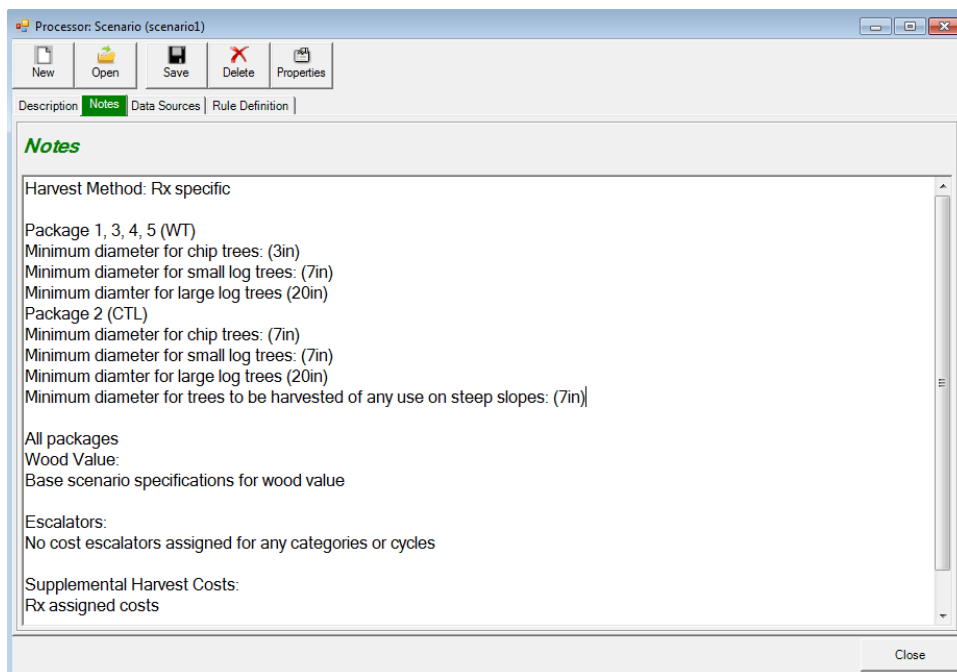 Processor: Scenario (scenario1)
New Open Save Delete Properties
Description Notes Data Sources Rule Definition
Notes
Harvest Method: Rx specific
Package 1, 3, 4, 5 (WT)
Minimum diameter for chip trees: (3in)
Minimum diameter for small log trees: (7in)
Minimum diamter for large log trees (20in)
Package 2 (CTL)
Minimum diameter for chip trees: (7in)
Minimum diameter for small log trees: (7in)
Minimum diamter for large log trees (20in)
Minimum diameter for trees to be harvested of any use on steep slopes: (7in)
All packages
Wood Value:
Base scenario specifications for wood value
Escalators:
No cost escalators assigned for any categories or cycles
Supplemental Harvest Costs:
Rx assigned costs
Close